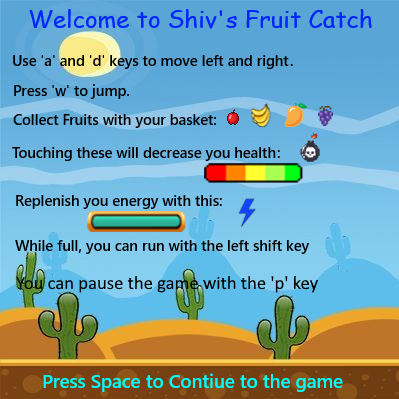 Welcome to Shiv's Fruit Catch
Use 'a' and 'd' keys to move left and right.
Press 'w' to jump.
Collect Fruits with your basket:
Touching these will decrease you health:
Replenish you energy with this:
While full, you can run with the left shift key
You can pause the game with the 'p' key
Press Space to Contiue to the game